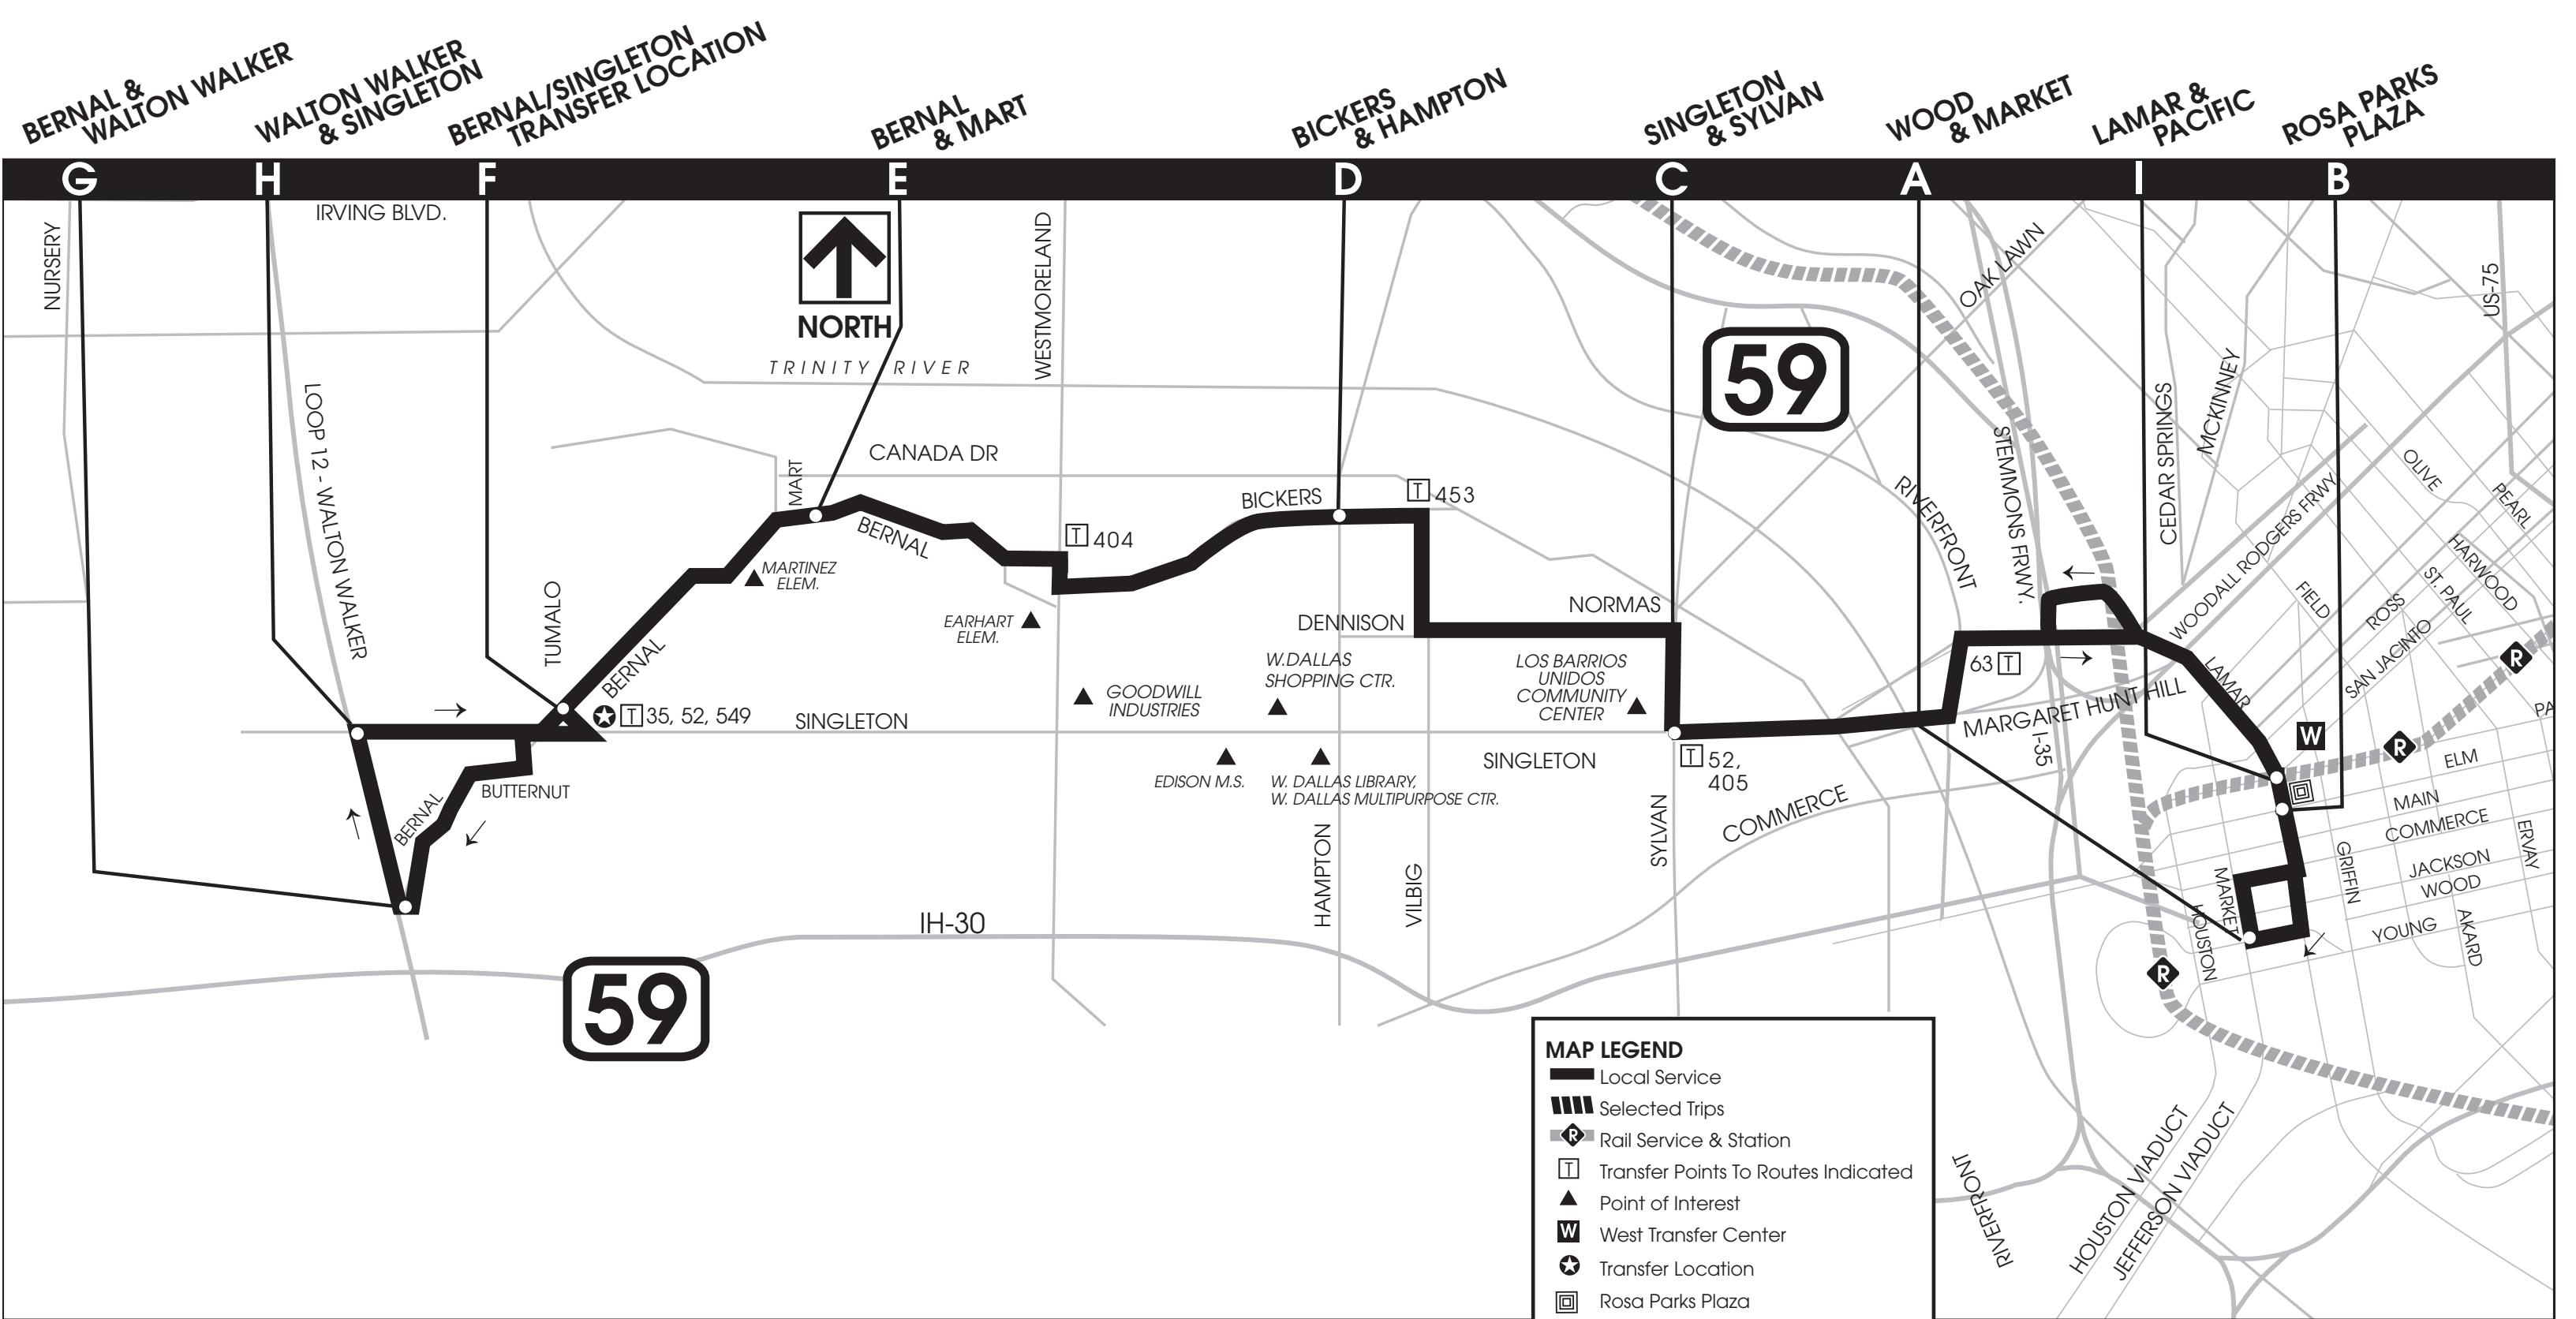 BERNAL &
WALTON WALKER
WALTON WALKER
& SINGLETON
BERNAL/SINGLETON
TRANSFER LOCATION
BERNAL
& MART
BICKERS
& HAMPTON
SINGLETON
& SYLVAN
WOOD
& MARKET
LAMAR &
PACIFIC
ROSA PARKS
PLAZA
G H F E D C A I B
IRVING BLVD.
NURSERY
NORTH
TRINITY RIVER
WESTMORELAND
59
OAK LAWN
US-75
LOOP 12 - WALTON WALKER
CANADA DR
MART
BERNAL
BICKERS
T 453
T 404
MARTINEZ
ELEM.
EARHART
ELEM.
RIVERFRONT
STEMMONS FRWY.
CEDAR SPRINGS
MCKINNEY
WOODALL RODGERS FRWY
OLIVE
PEARL
HARWOOD
ST. PAUL
FIELD
ROSS
SAN JACINTO
TUMALO
BERNAL
T 35, 52, 549
SINGLETON
GOODWILL
INDUSTRIES
DENNISON
NORMAS
W.DALLAS
SHOPPING CTR.
LOS BARRIOS
UNIDOS
COMMUNITY
CENTER
63 T
MARGARET HUNT HILL
LAMAR
I-35
R
W
R
PA
ELM
SINGLETON
T 52,
405
EDISON M.S.
W. DALLAS LIBRARY,
W. DALLAS MULTIPURPOSE CTR.
BUTTERNUT
BERNAL
COMMERCE
SYLVAN
HAMPTON
VILBIG
MAIN
COMMERCE
ERVAY
GRIFFIN
JACKSON
WOOD
MARKET
HOUSTON
YOUNG
AKARD
R
IH-30
59
MAP LEGEND
Local Service
Selected Trips
R Rail Service & Station
T Transfer Points To Routes Indicated
Point of Interest
W West Transfer Center
Transfer Location
Rosa Parks Plaza
RIVERFRONT
HOUSTON VIADUCT
JEFFERSON VIADUCT